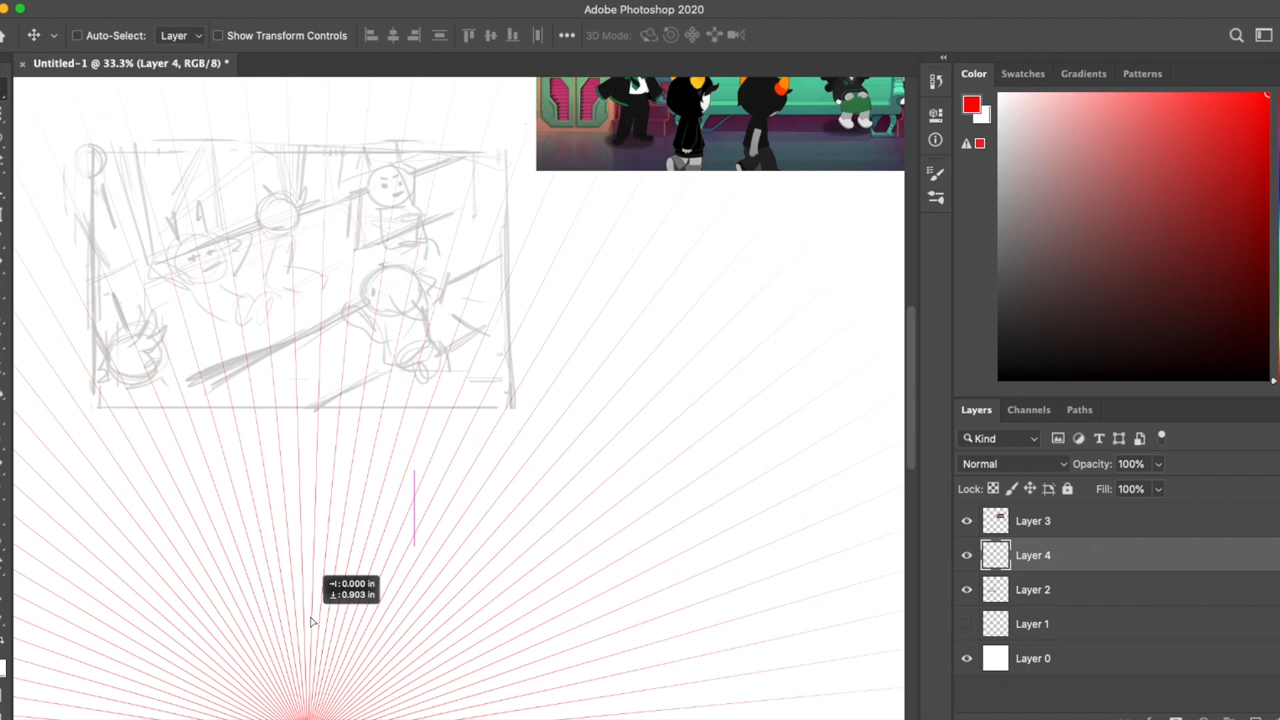 Adobe Photoshop 2020
Auto-Select: Layer Show Transform Controls 3D Mode:
Untitled-1 @ 33.3% (Layer 4, RGB/8) *
Color Swatches Gradients Patterns
→|: 0.000 in
⊥: 0.903 in
Layers Channels Paths
Kind
Normal Opacity: 100%
Lock: Fill: 100%
Layer 3
Layer 4
Layer 2
Layer 1
Layer 0